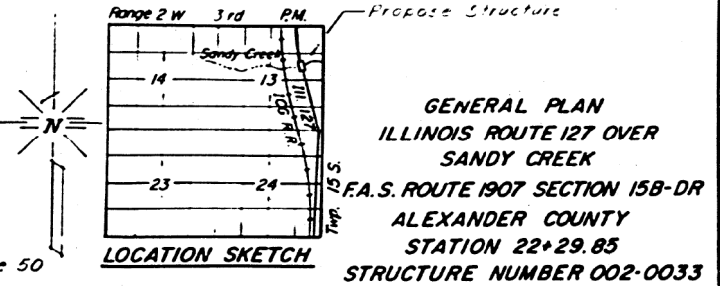 Range 2 W 3 rd P.M.
Propose Structure
Sandy Creek
14 13
ILL. 127
N
23 24
Twp. 15 S.
LOCATION SKETCH
e 50
GENERAL PLAN
ILLINOIS ROUTE 127 OVER
SANDY CREEK
F.A.S. ROUTE 1907 SECTION 15B-DR
ALEXANDER COUNTY
STATION 22+29.85
STRUCTURE NUMBER 002-0033